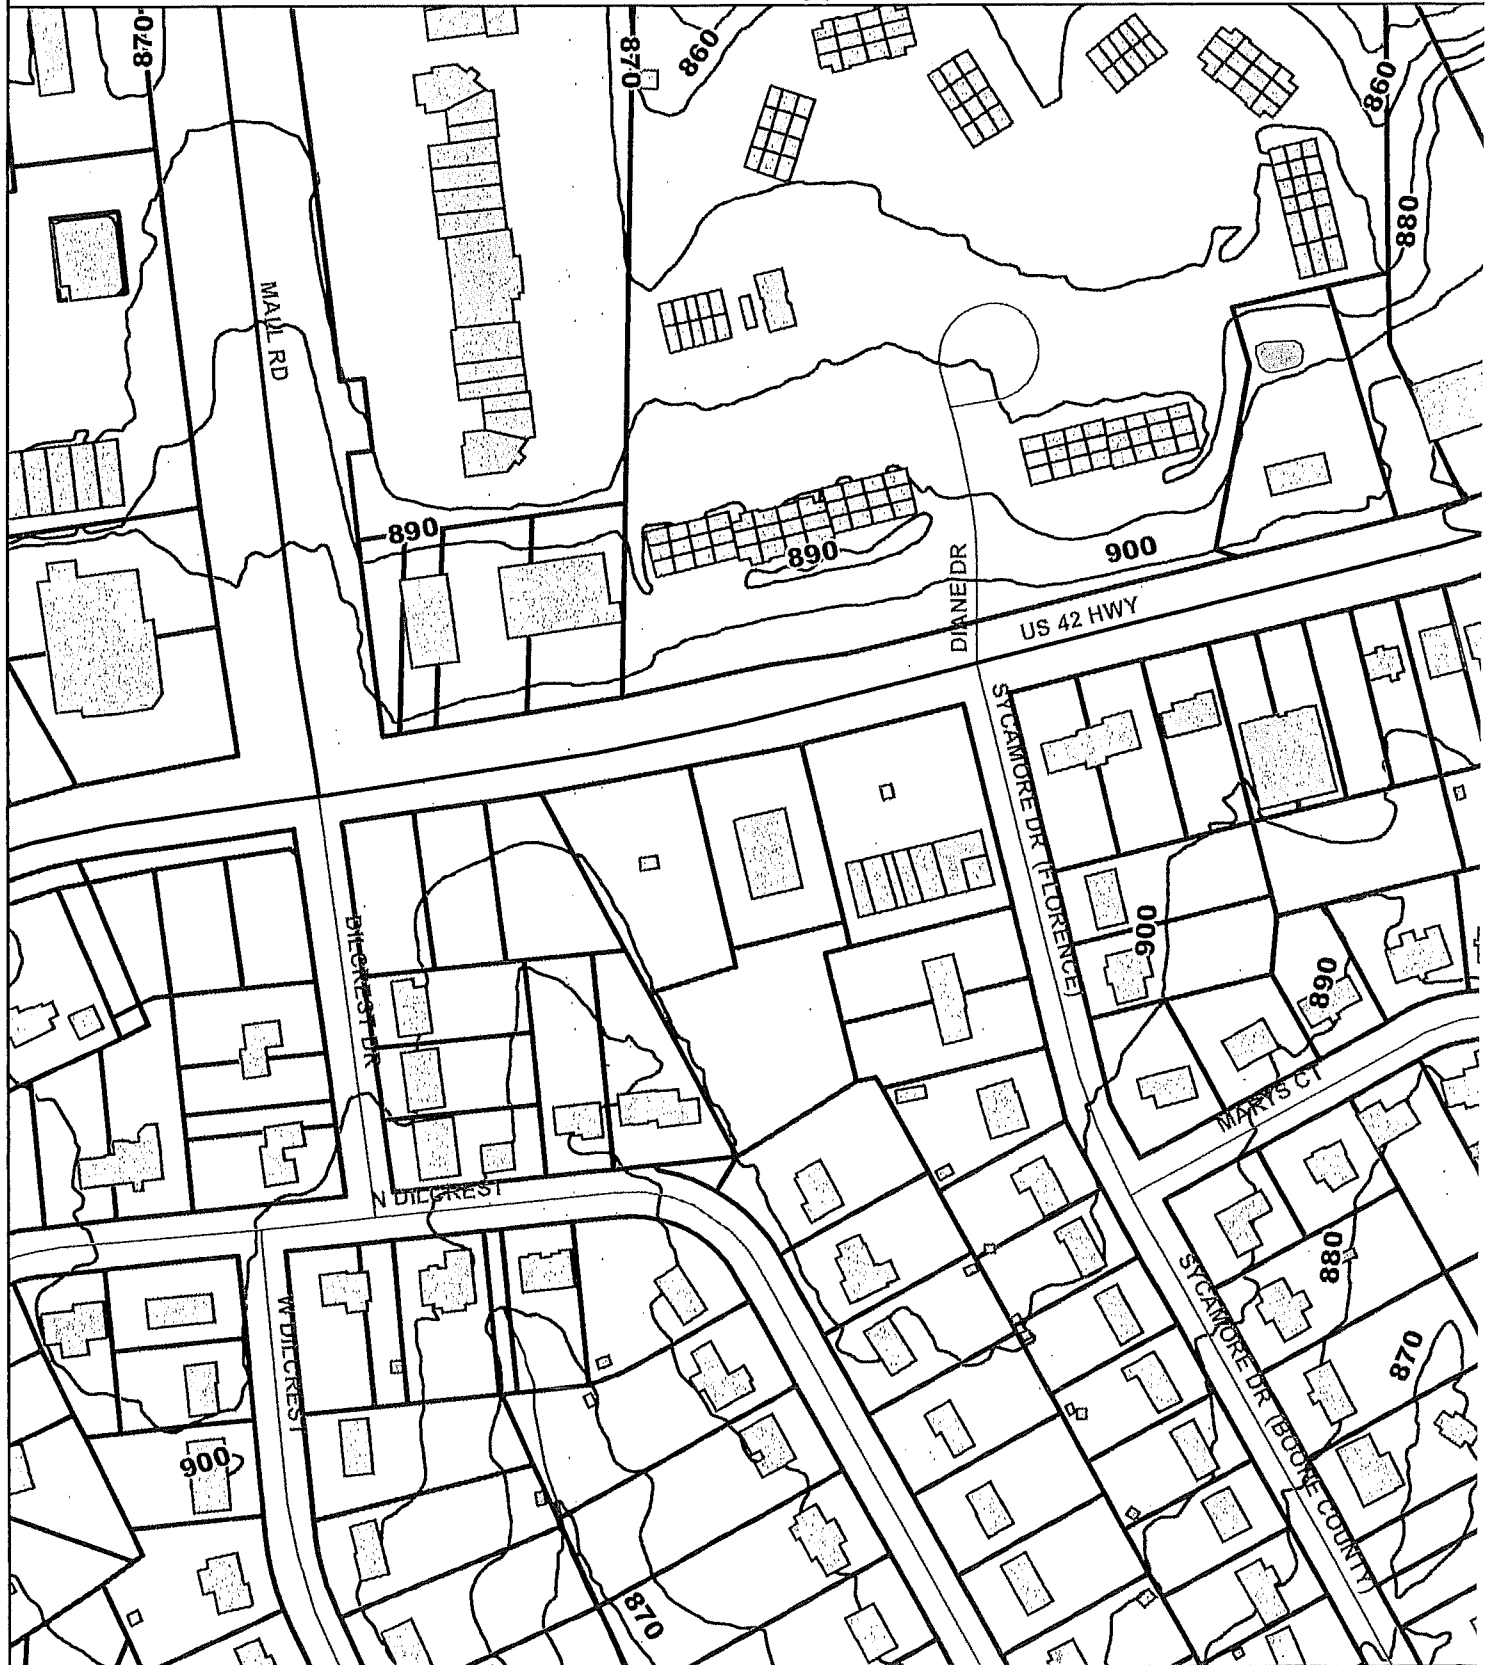 870
870
860
860
880
MALL RD
890
890
900
DIANE DR
US 42 HWY
SYCAMORE DR (FLORENCE)
DILCREST DR
900
890
MARYS CT
N DILCREST
880
SYCAMORE DR (BOONE COUNTY)
W DILCREST
870
900
870